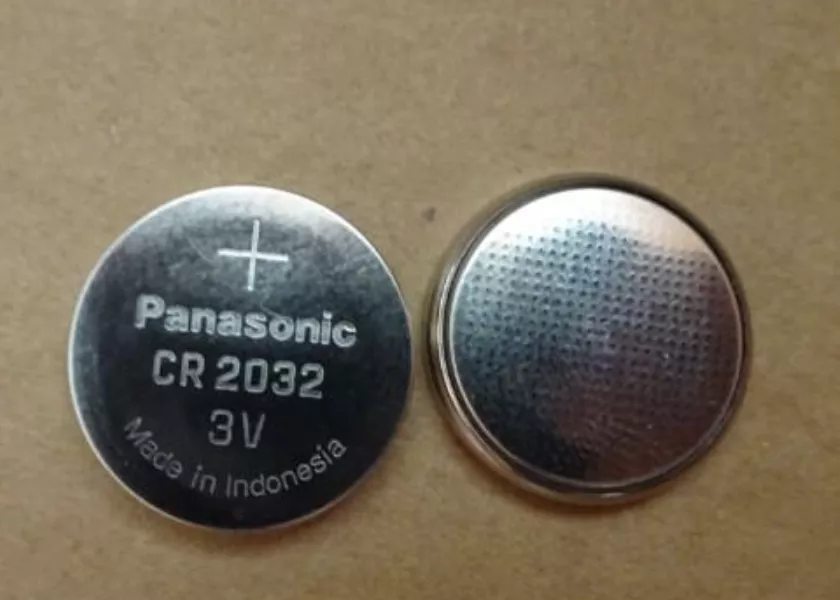 +
Panasonic
CR 2032
3V
Made in Indonesia